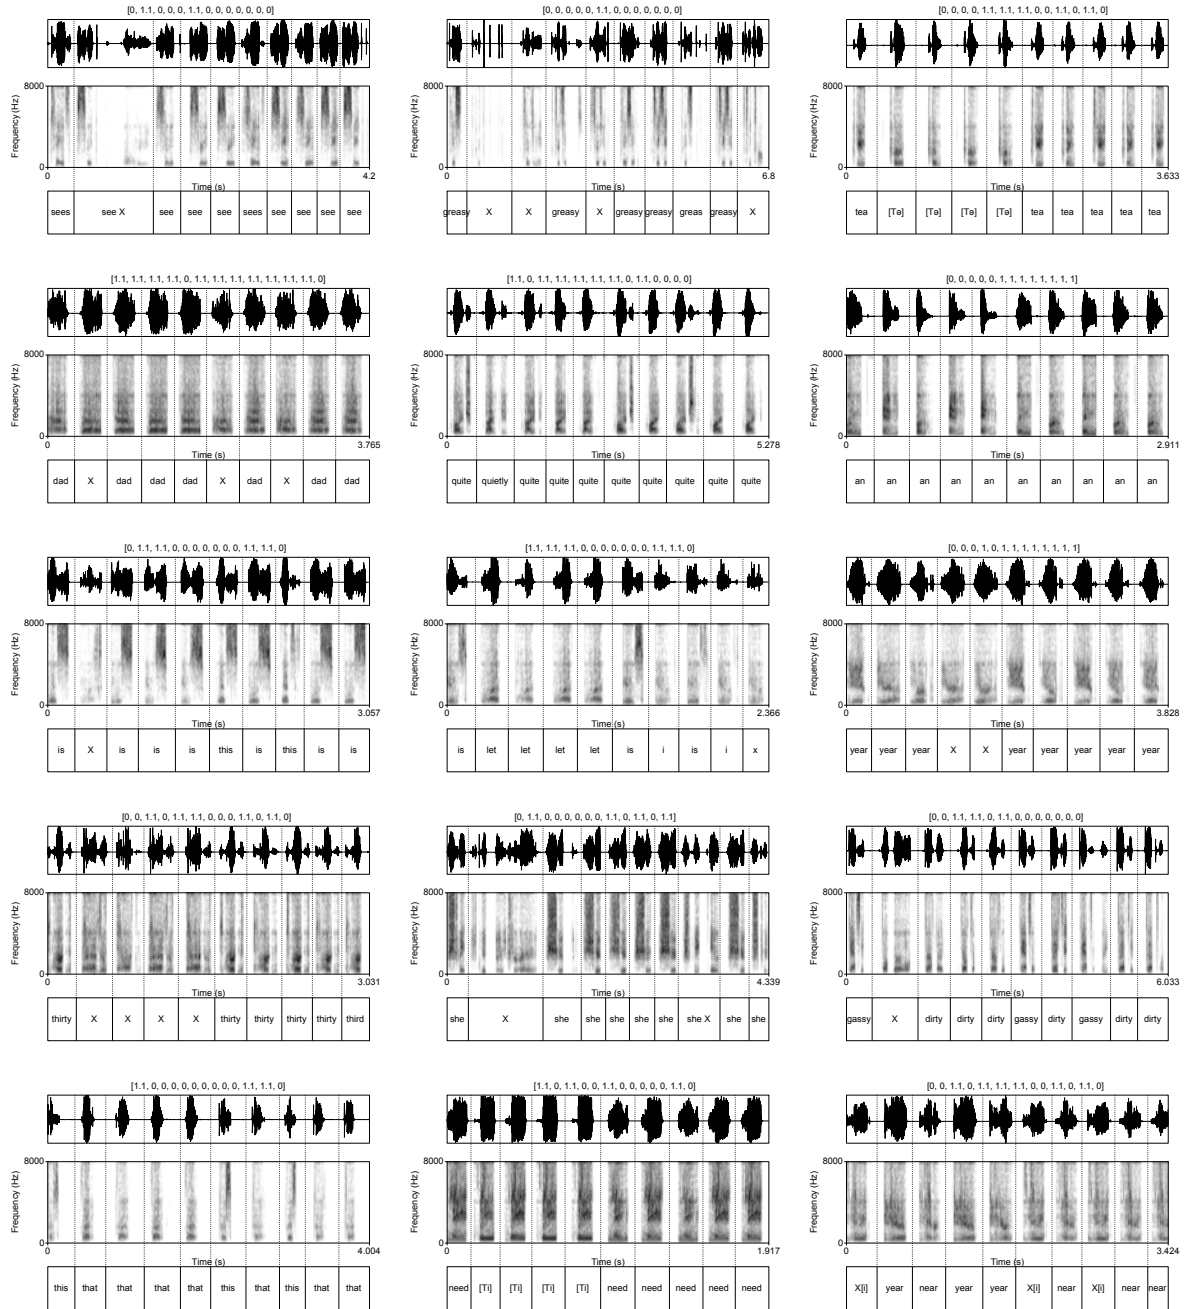 [0, 1.1, 0, 0, 0, 1.1, 0, 0, 0, 0, 0, 0, 0]
[0, 0, 0, 0, 0, 1.1, 0, 0, 0, 0, 0, 0, 0]
[0, 0, 0, 0, 1.1, 1.1, 1.1, 0, 0, 1.1, 0, 1.1, 0]
Frequency (Hz) 8000 0 0 Time (s) 4.2
Frequency (Hz) 8000 0 0 Time (s) 6.8
Frequency (Hz) 8000 0 0 Time (s) 3.633
sees see X see see see sees see see see see
greasy X X greasy X greasy greasy greas greasy X
tea [Tə] [Tə] [Tə] [Tə] tea tea tea tea tea
[1.1, 1.1, 1.1, 1.1, 0, 1.1, 1.1, 1.1, 1.1, 1.1, 1.1, 1.1, 0]
[1.1, 0, 1.1, 1.1, 1.1, 1.1, 1.1, 0, 1.1, 0, 0, 0, 0]
[0, 0, 0, 0, 0, 1, 1, 1, 1, 1, 1, 1, 1]
Frequency (Hz) 8000 0 0 Time (s) 3.765
Frequency (Hz) 8000 0 0 Time (s) 5.278
Frequency (Hz) 8000 0 0 Time (s) 2.911
dad X dad dad dad X dad X dad dad
quite quietly quite quite quite quite quite quite quite quite
an an an an an an an an an an
[0, 1.1, 1.1, 0, 0, 0, 0, 0, 0, 0, 1.1, 1.1, 0]
[1.1, 1.1, 1.1, 0, 0, 0, 0, 0, 0, 0, 1.1, 1.1, 0]
[0, 0, 0, 1, 0, 1, 1, 1, 1, 1, 1, 1, 1]
Frequency (Hz) 8000 0 0 Time (s) 3.057
Frequency (Hz) 8000 0 0 Time (s) 2.366
Frequency (Hz) 8000 0 0 Time (s) 3.828
is X is is is this is this is is
is let let let let is i is i x
year year year X X year year year year year
[0, 0, 1.1, 0, 1.1, 1.1, 1.1, 0, 0, 0, 1.1, 0, 1.1, 0]
[0, 1.1, 0, 0, 0, 0, 0, 0, 1.1, 0, 1.1, 0, 1.1]
[0, 0, 1.1, 1.1, 0, 1.1, 0, 0, 0, 0, 0, 0, 0]
Frequency (Hz) 8000 0 0 Time (s) 3.031
Frequency (Hz) 8000 0 0 Time (s) 4.339
Frequency (Hz) 8000 0 0 Time (s) 6.033
thirty X X X X thirty thirty thirty thirty third
she X she she she she she she X she she
gassy X dirty dirty dirty gassy dirty gassy dirty dirty
[1.1, 0, 0, 0, 0, 0, 0, 0, 0, 0, 1.1, 1.1, 0]
[1.1, 0, 1.1, 0, 0, 1.1, 0, 0, 0, 0, 0, 1.1, 0]
[0, 0, 1.1, 0, 1.1, 1.1, 1.1, 0, 0, 1.1, 0, 1.1, 0]
Frequency (Hz) 8000 0 0 Time (s) 4.004
Frequency (Hz) 8000 0 0 Time (s) 1.917
Frequency (Hz) 8000 0 0 Time (s) 3.424
this that that that that this that this that that
need [Ti] [Ti] [Ti] [Ti] need need need need need
X[i] year near year year X[i] near X[i] near near